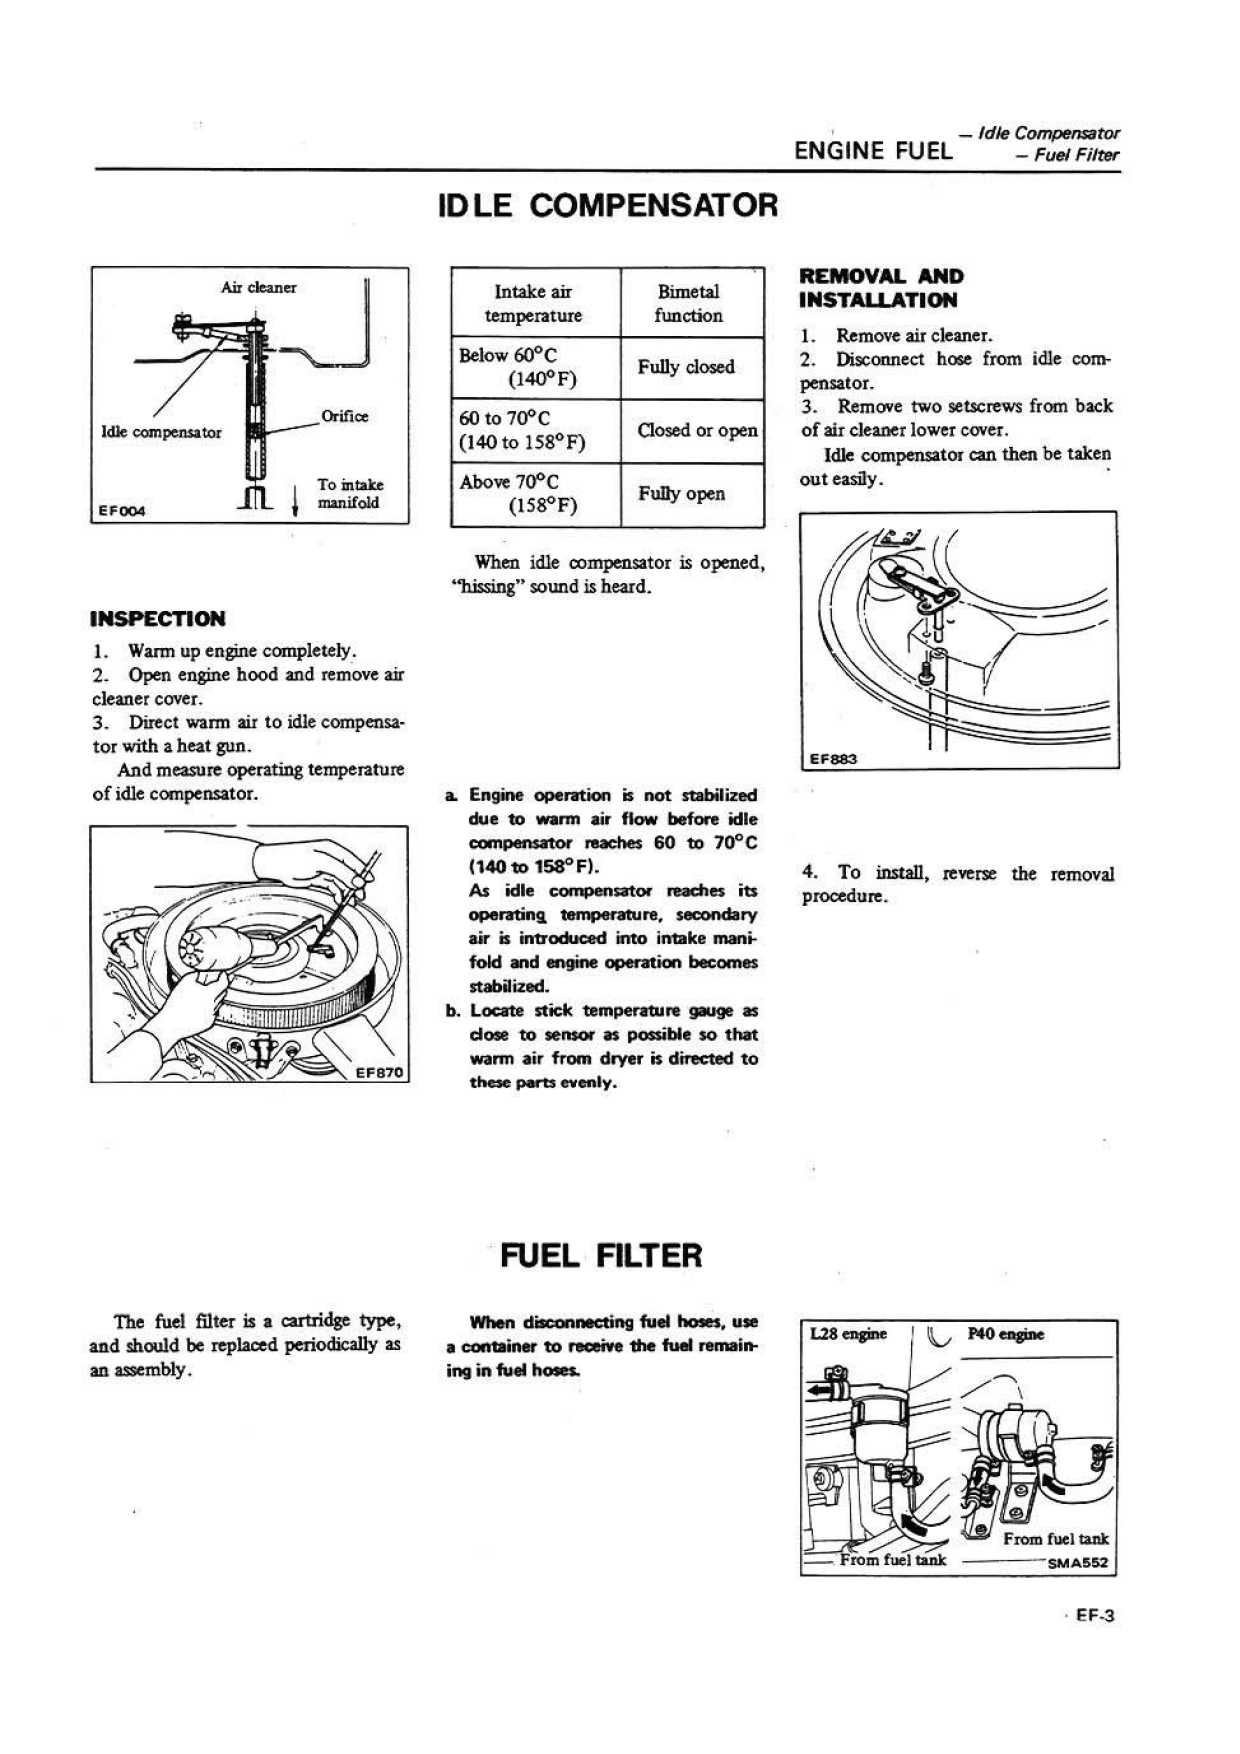 ENGINE FUEL
– Idle Compensator
– Fuel Filter
IDLE COMPENSATOR
Air cleaner
Idle compensator
Orifice
To intake
manifold
EF004
INSPECTION
1. Warm up engine completely.
2. Open engine hood and remove air
cleaner cover.
3. Direct warm air to idle compensa-
tor with a heat gun.
And measure operating temperature
of idle compensator.
EF870
Intake air
temperature
Bimetal
function
Below 60°C
(140°F)
Fully closed
60 to 70°C
(140 to 158°F)
Closed or open
Above 70°C
(158°F)
Fully open
When idle compensator is opened,
“hissing” sound is heard.
a. Engine operation is not stabilized
due to warm air flow before idle
compensator reaches 60 to 70°C
(140 to 158°F).
As idle compensator reaches its
operating temperature, secondary
air is introduced into intake mani-
fold and engine operation becomes
stabilized.
b. Locate stick temperature gauge as
close to sensor as possible so that
warm air from dryer is directed to
these parts evenly.
REMOVAL AND
INSTALLATION
1. Remove air cleaner.
2. Disconnect hose from idle com-
pensator.
3. Remove two setscrews from back
of air cleaner lower cover.
Idle compensator can then be taken
out easily.
EF883
4. To install, reverse the removal
procedure.
FUEL FILTER
The fuel filter is a cartridge type,
and should be replaced periodically as
an assembly.
When disconnecting fuel hoses, use
a container to receive the fuel remain-
ing in fuel hoses.
L28 engine
P40 engine
From fuel tank
From fuel tank
SMA552
EF-3